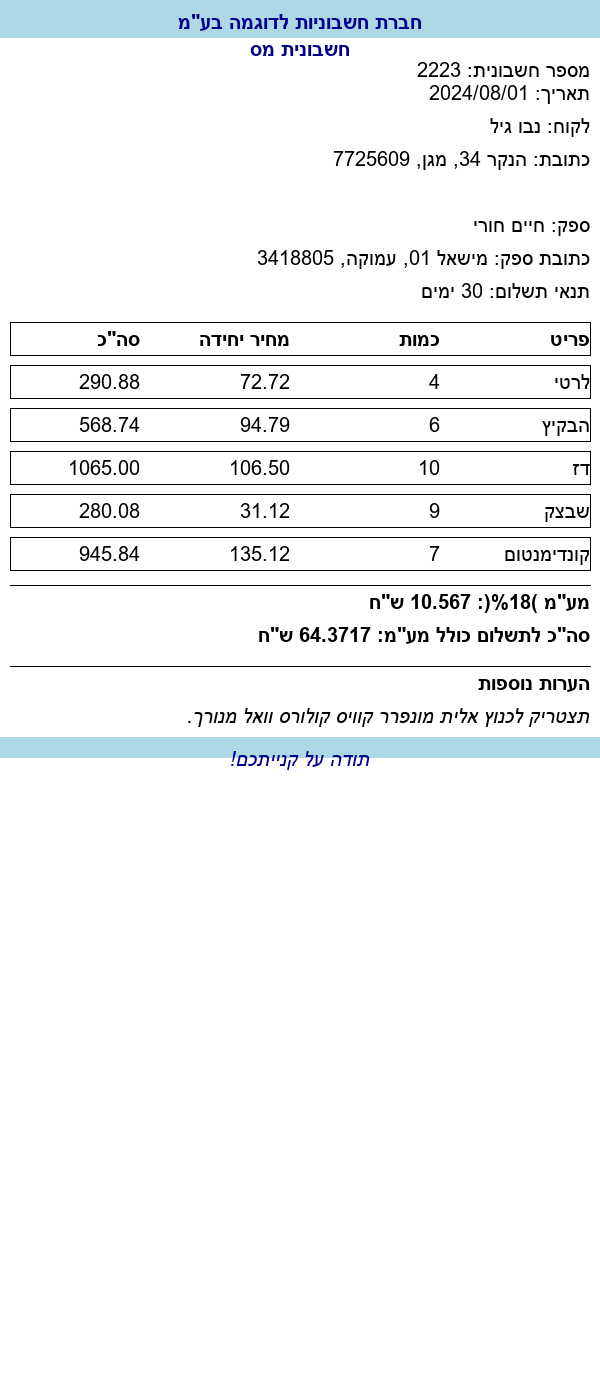 חברת חשבוניות לדוגמה בע"מ
חשבונית מס
מספר חשבונית: 2223
תאריך: 2024/08/01
לקוח: נבו גיל
כתובת: הנקר 34, מגן, 7725609
ספק: חיים חורי
כתובת ספק: מישאל 01, עמוקה, 3418805
תנאי תשלום: 30 ימים
פריט כמות מחיר יחידה סה"כ
לרטי 4 72.72 290.88
הבקיץ 6 94.79 568.74
דז 10 106.50 1065.00
שבצק 9 31.12 280.08
קונדימנטום 7 135.12 945.84
מע"מ )18%(: 10.567 ש"ח
סה"כ לתשלום כולל מע"מ: 64.3717 ש"ח
הערות נוספות
תצטריק לכנוץ אלית מונפרר קוויס קולורס וואל מנורך.
תודה על קנייתכם!